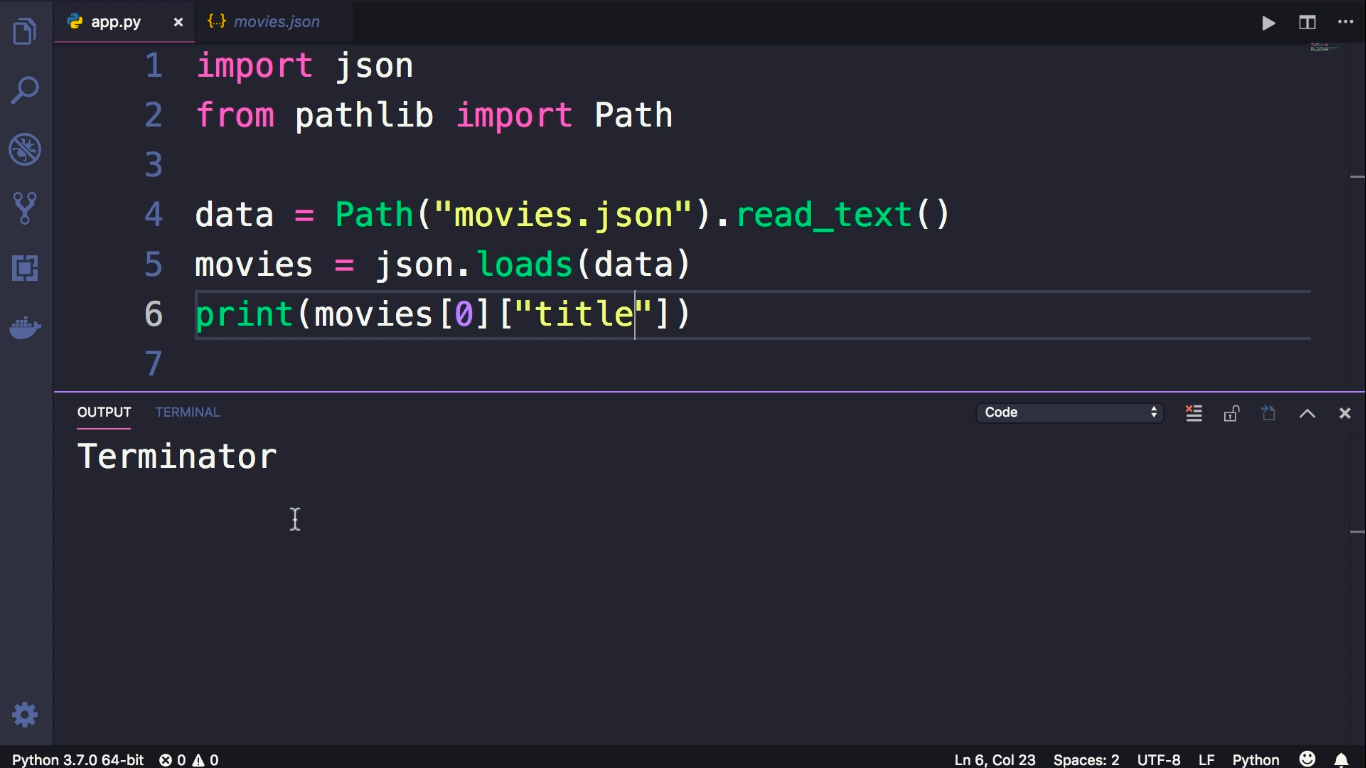 app.py × {..} movies.json
1 import json
2 from pathlib import Path
3
4 data = Path("movies.json").read_text()
5 movies = json.loads(data)
6 print(movies[0]["title"])
7
OUTPUT TERMINAL Code
Terminator
Python 3.7.0 64-bit 0 0 Ln 6, Col 23 Spaces: 2 UTF-8 LF Python